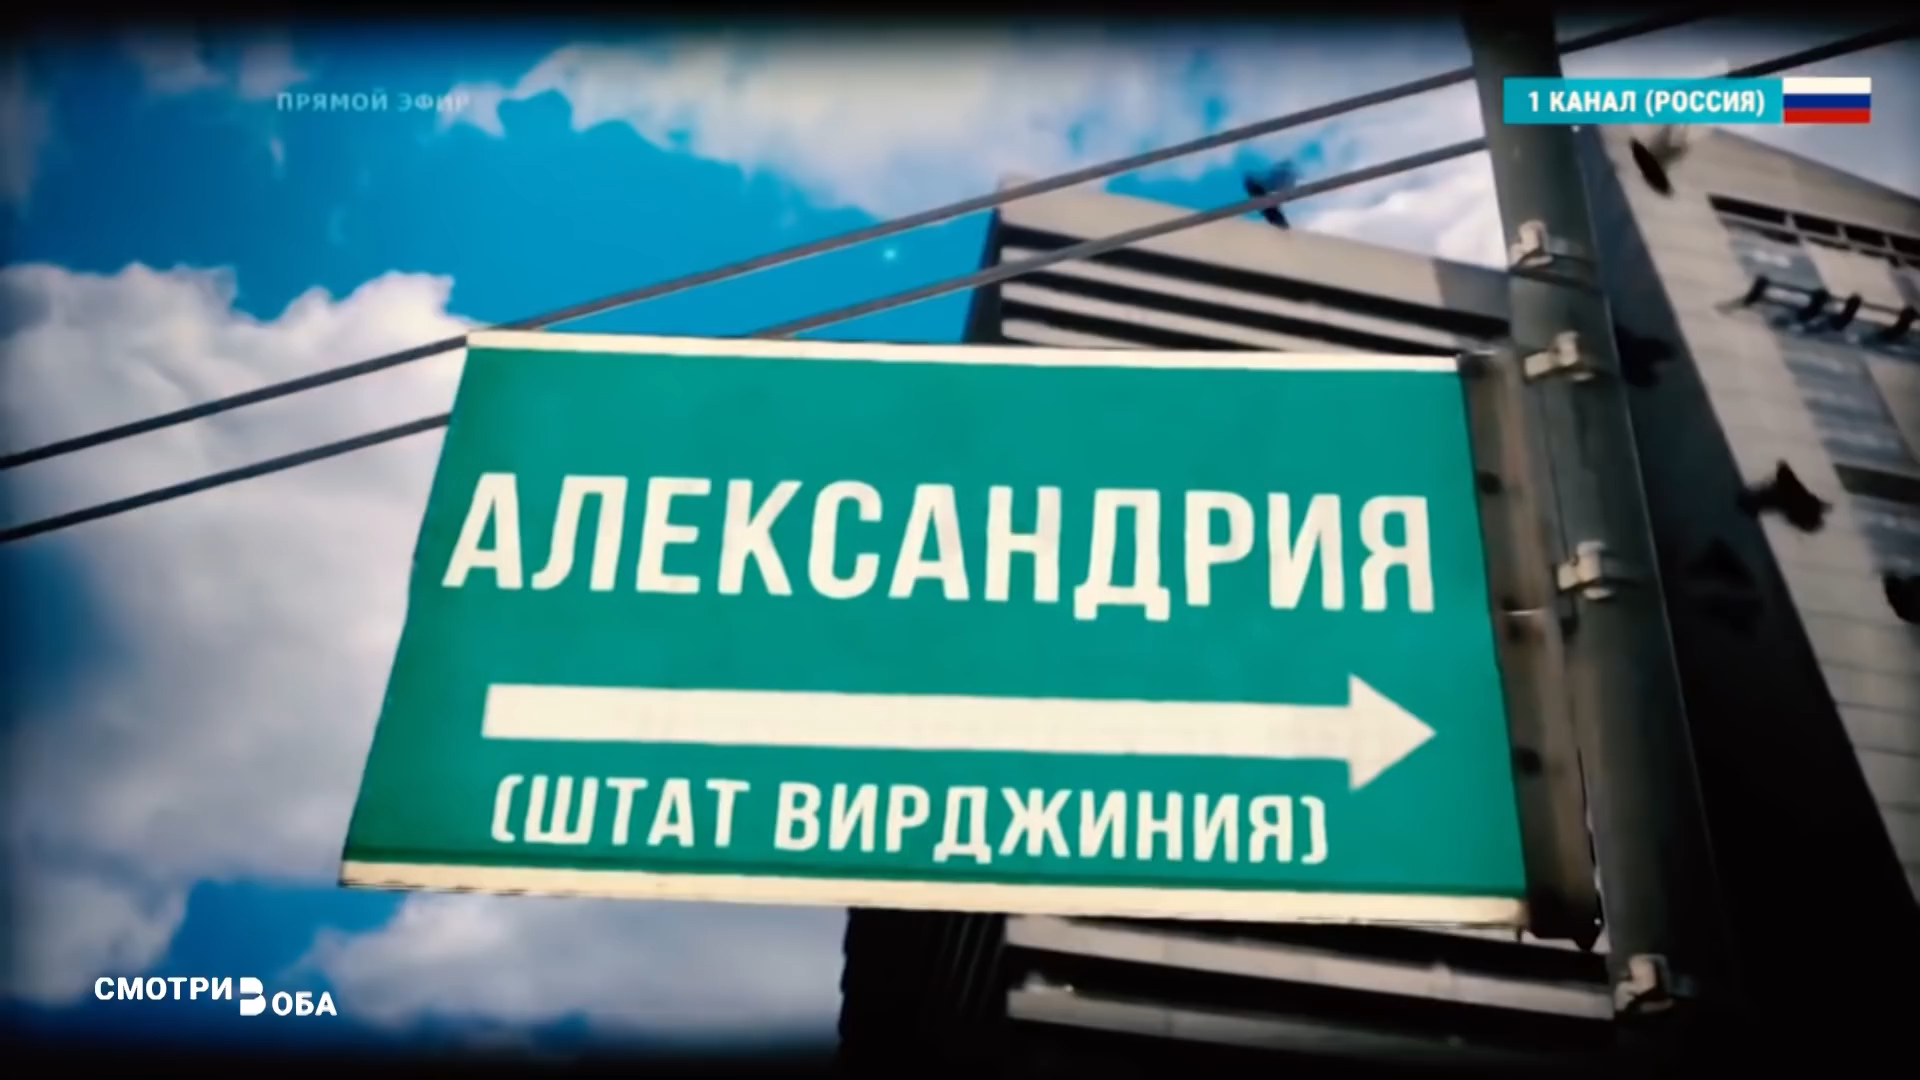 ПРЯМОЙ ЭФИР
1 КАНАЛ (РОССИЯ)
АЛЕКСАНДРИЯ
(ШТАТ ВИРДЖИНИЯ)
СМОТРИ В ОБА